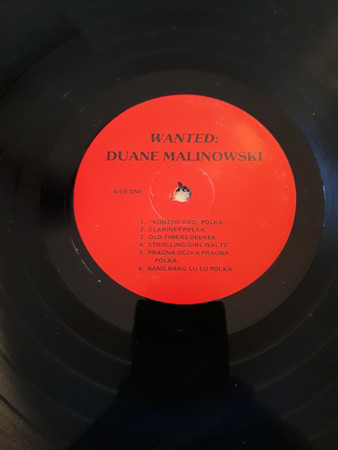 WANTED:
DUANE MALINOWSKI
SIDE ONE
1. "KOOTCHE KOO" POLKA
2. CLARINET POLKA
3. OLD TIMERS OBEREK
4. STROLLING GIRL WALTZ
5. PRAGNA OCZKA PRAGNA
POLKA
6. BANG BANG LU LU POLKA